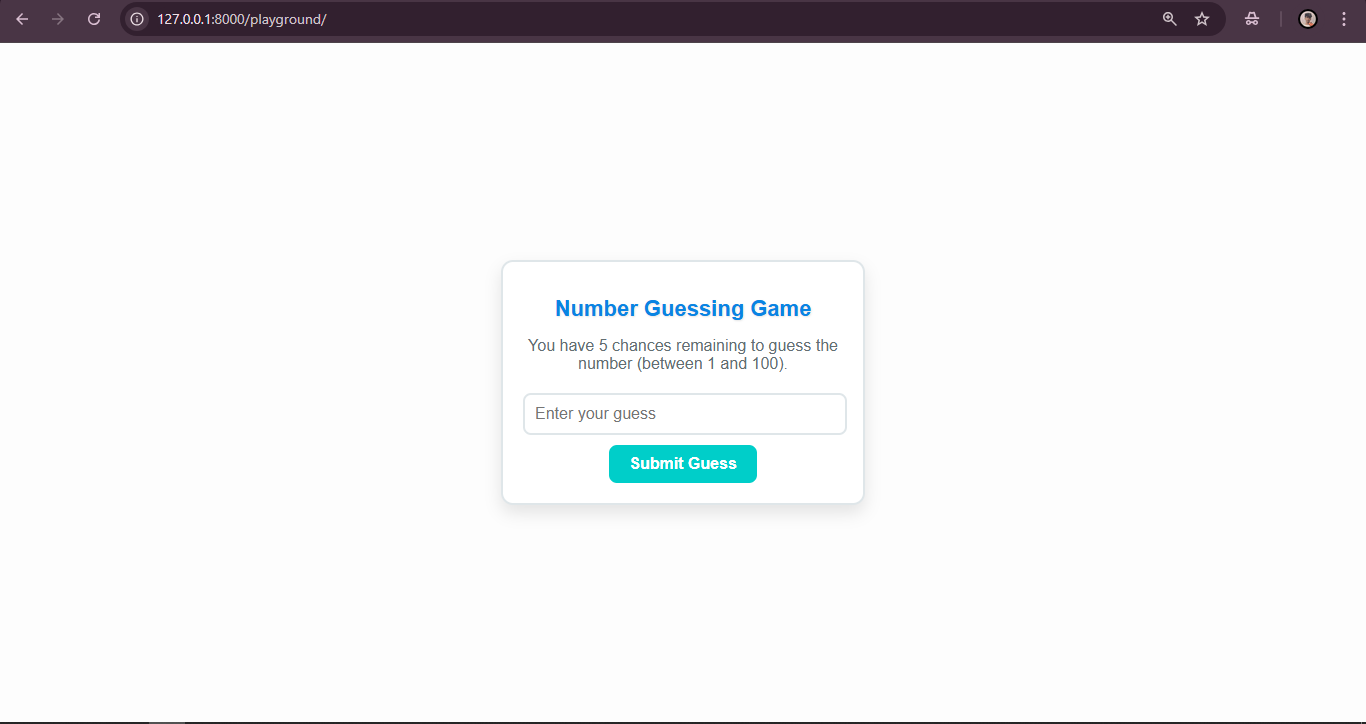 127.0.0.1:8000/playground/
Number Guessing Game
You have 5 chances remaining to guess the
number (between 1 and 100).
Enter your guess
Submit Guess